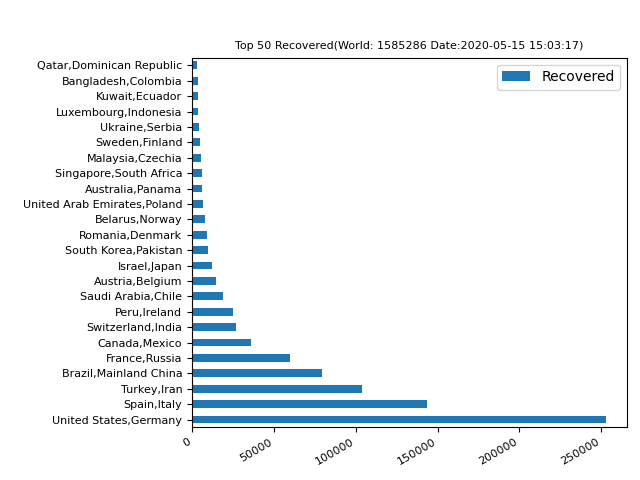 Top 50 Recovered(World: 1585286 Date:2020-05-15 15:03:17)
Recovered
Qatar,Dominican Republic
Bangladesh,Colombia
Kuwait,Ecuador
Luxembourg,Indonesia
Ukraine,Serbia
Sweden,Finland
Malaysia,Czechia
Singapore,South Africa
Australia,Panama
United Arab Emirates,Poland
Belarus,Norway
Romania,Denmark
South Korea,Pakistan
Israel,Japan
Austria,Belgium
Saudi Arabia,Chile
Peru,Ireland
Switzerland,India
Canada,Mexico
France,Russia
Brazil,Mainland China
Turkey,Iran
Spain,Italy
United States,Germany
0
50000
100000
150000
200000
250000